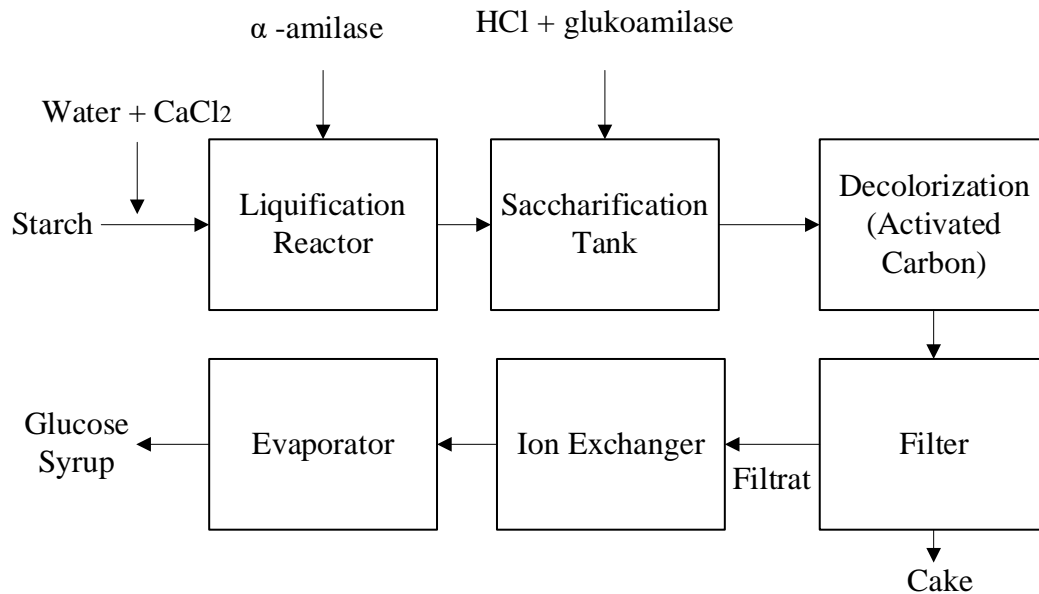 α -amilase
HCl + glukoamilase
Water + CaCl2
Starch
Liquification
Reactor
Saccharification
Tank
Decolorization
(Activated
Carbon)
Glucose
Syrup
Evaporator
Ion Exchanger
Filtrat
Filter
Cake